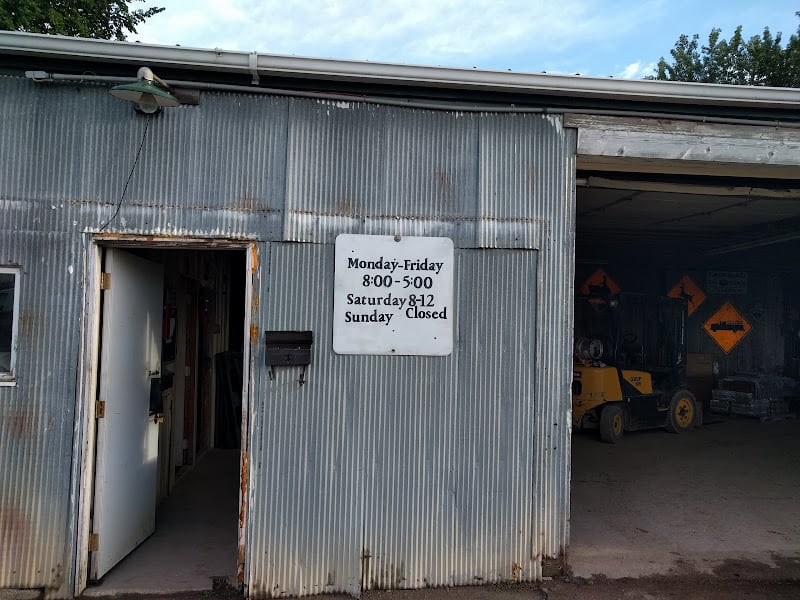 Monday-Friday
8:00-5:00
Saturday 8-12
Sunday Closed